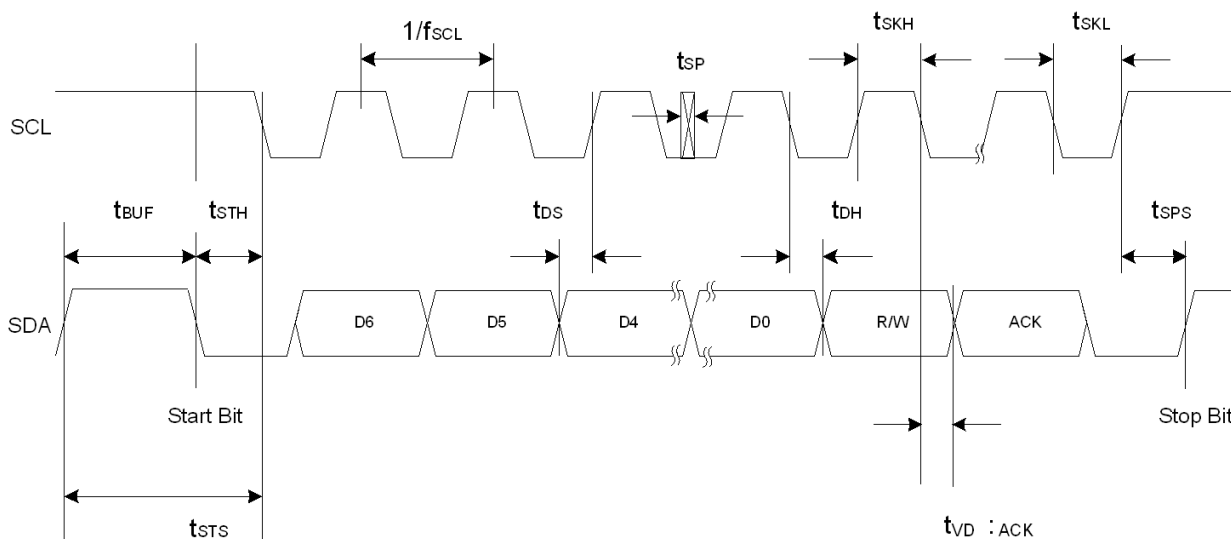 1/fSCL
tSKH
tSKL
tSP
SCL
tBUF
tSTH
tDS
tDH
tSPS
SDA
D6
D5
D4
D0
R/W
ACK
Start Bit
Stop Bit
tSTS
tVD :ACK